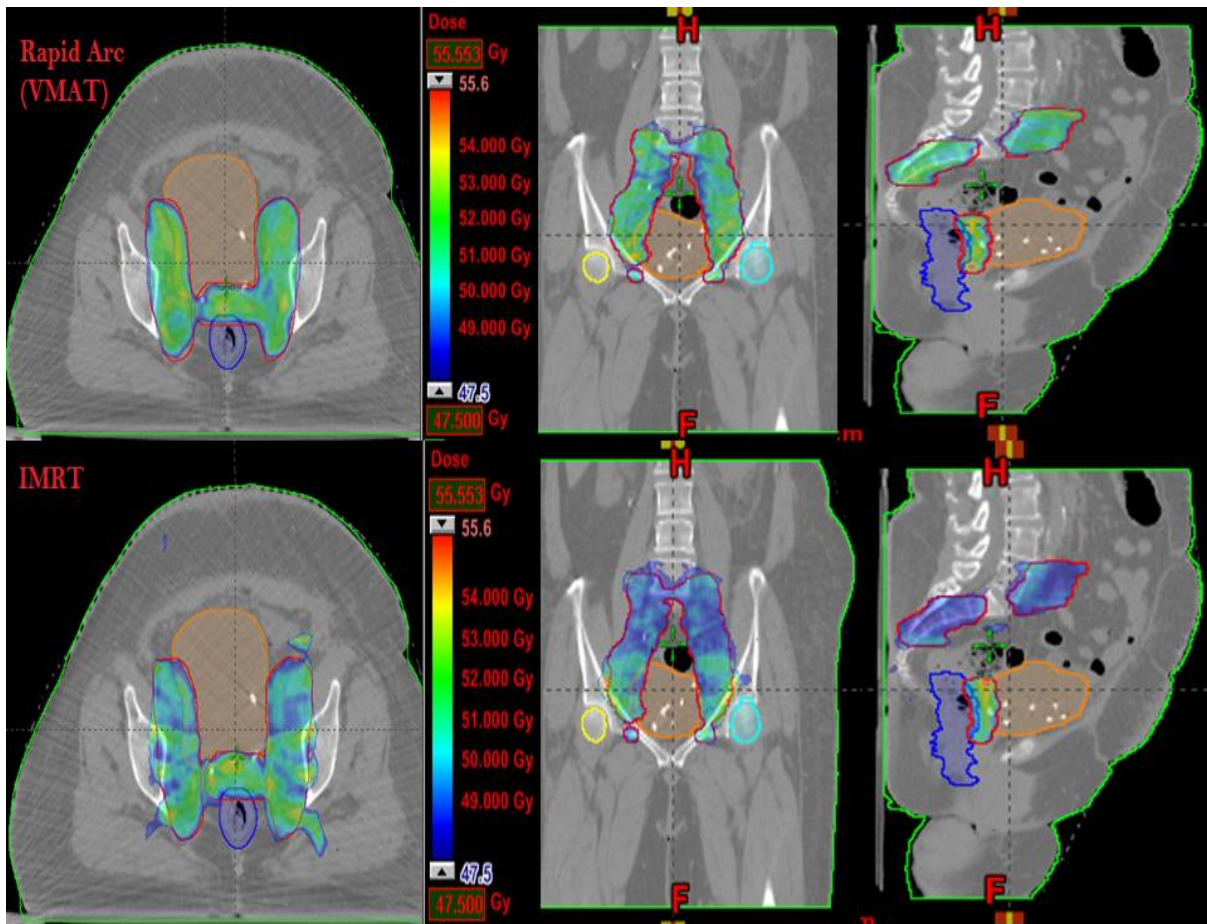 Rapid Arc
(VMAT)
Dose
55.553 Gy
55.6
54.000 Gy
53.000 Gy
52.000 Gy
51.000 Gy
50.000 Gy
49.000 Gy
47.5
47.500 Gy
H
F
H
F
m
IMRT
Dose
55.553 Gy
55.6
54.000 Gy
53.000 Gy
52.000 Gy
51.000 Gy
50.000 Gy
49.000 Gy
47.5
47.500 Gy
H
F
H
F
m